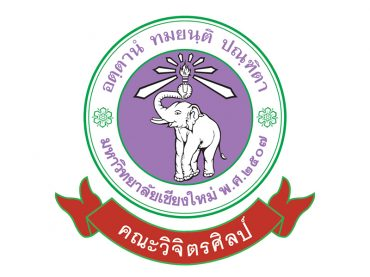 อตฺตานํ ทมยนฺติ ปณฺฑิตา
มหาวิทยาลัยเชียงใหม่ พ.ศ.๒๕๐๗
คณะวิจิตรศิลป์